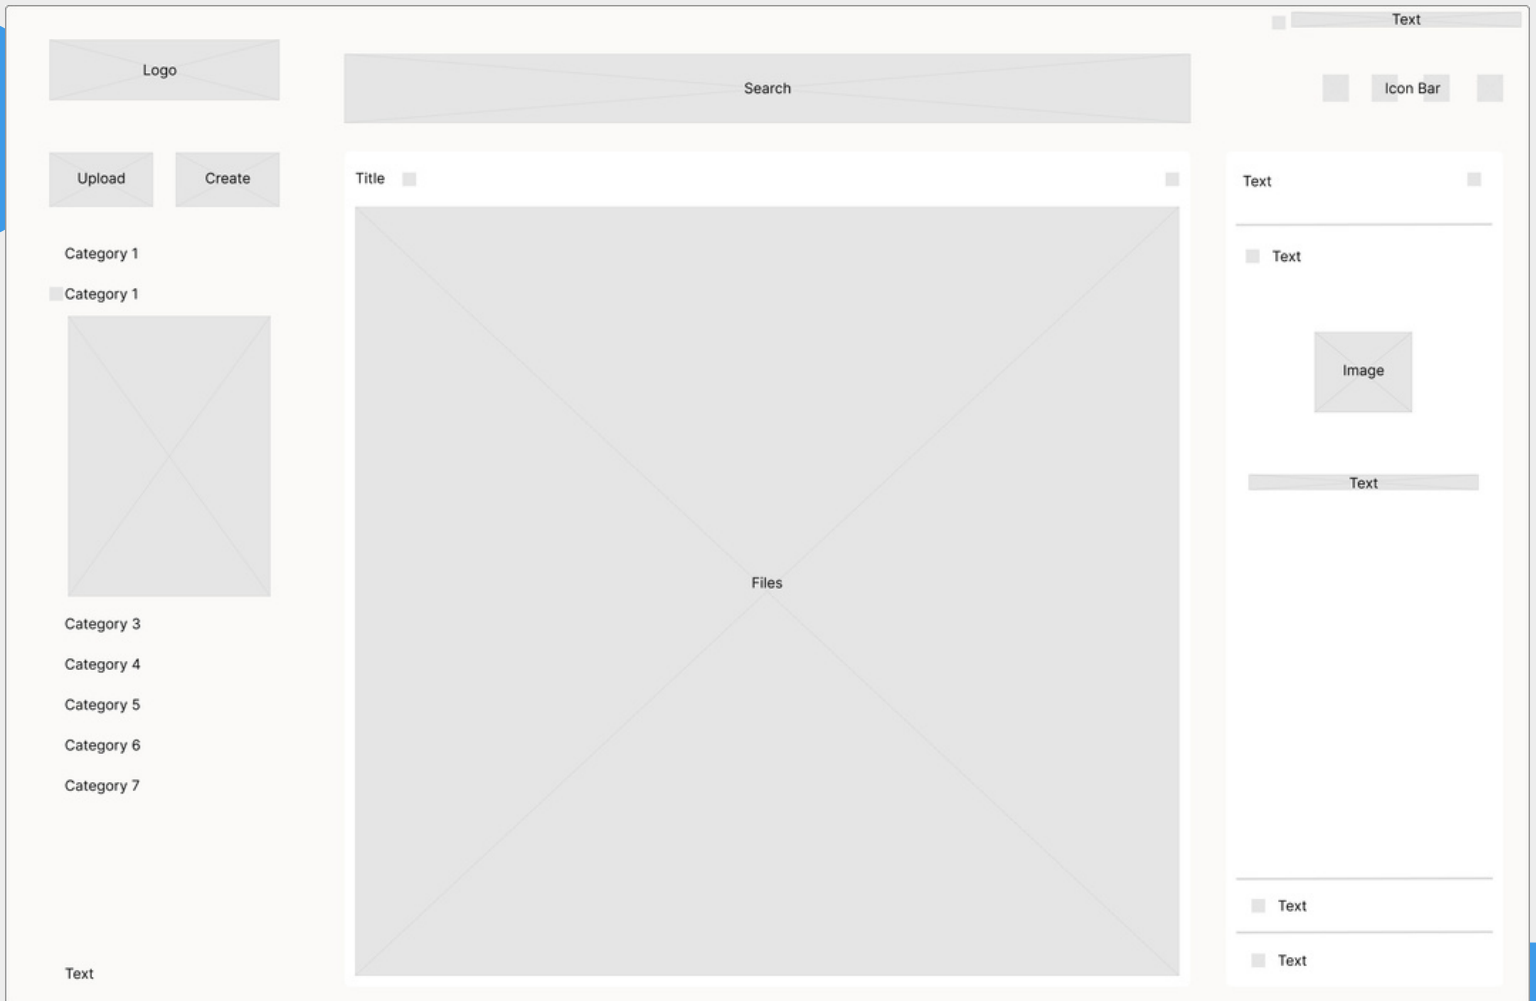 Text
Logo
Search
Icon Bar
Upload
Create
Category 1
Category 1
Category 3
Category 4
Category 5
Category 6
Category 7
Text
Title
Files
Text
Text
Image
Text
Text
Text